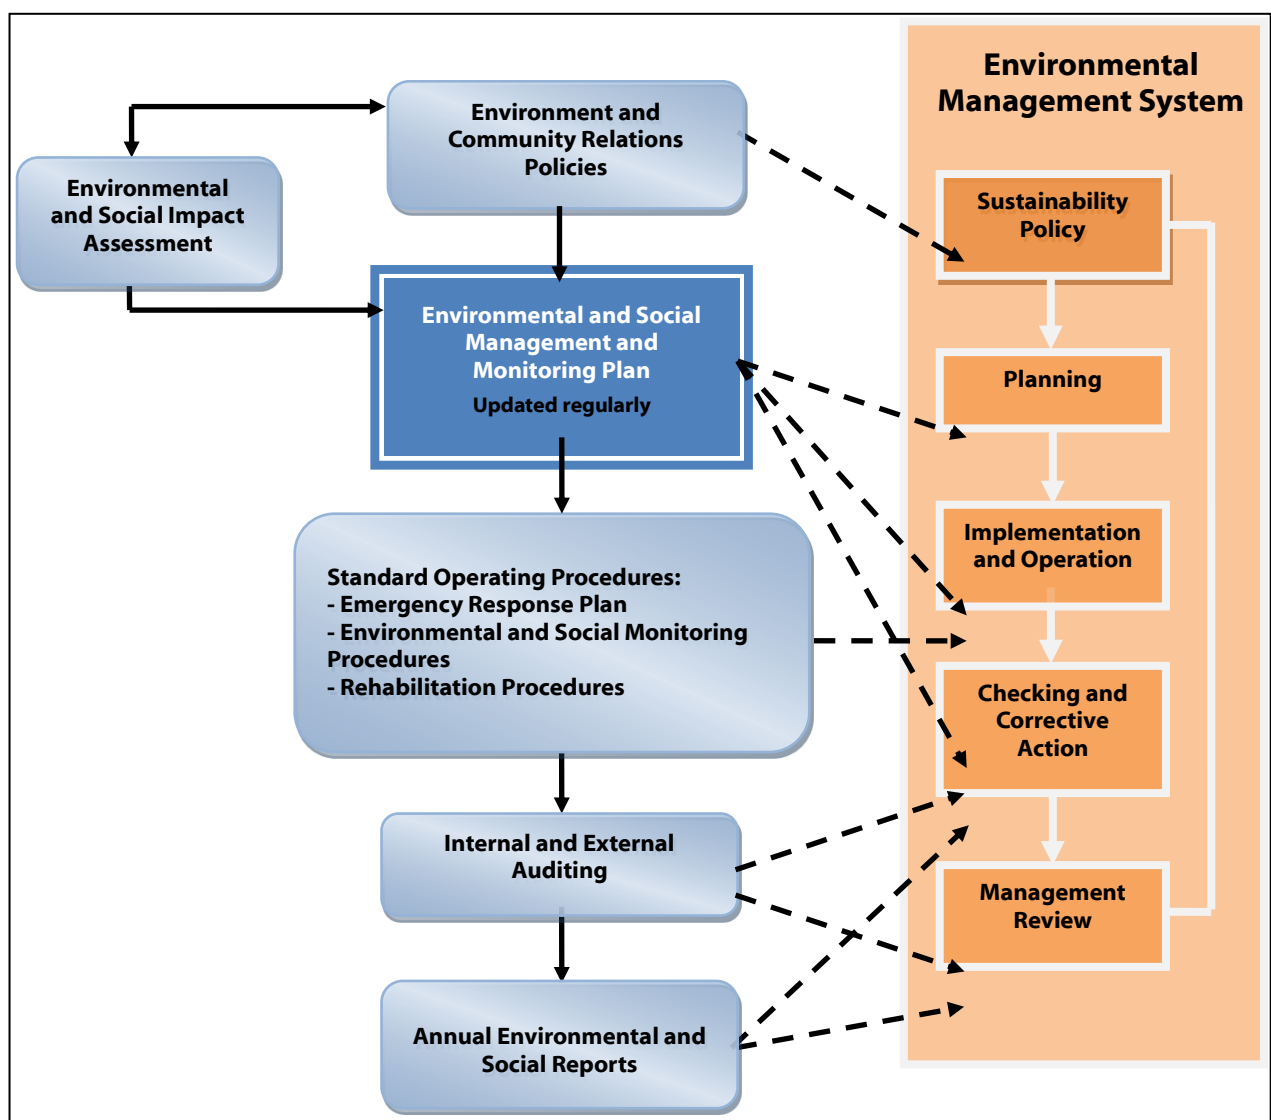 Environment and
Community Relations
Policies
Environmental
and Social Impact
Assessment
Environmental and Social
Management and
Monitoring Plan
Updated regularly
Standard Operating Procedures:
- Emergency Response Plan
- Environmental and Social Monitoring
Procedures
- Rehabilitation Procedures
Internal and External
Auditing
Annual Environmental and
Social Reports
Environmental
Management System
Sustainability
Policy
Planning
Implementation
and Operation
Checking and
Corrective
Action
Management
Review